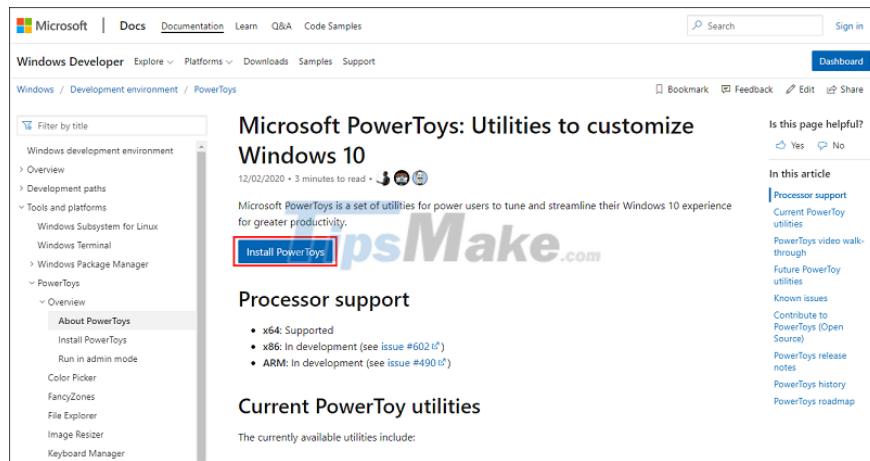 Microsoft | Docs Documentation Learn Q&A Code Samples Search Sign in
Windows Developer Explore Platforms Downloads Samples Support Dashboard
Windows / Development environment / PowerToys Bookmark Feedback Edit Share
Filter by title
Windows development environment
Overview
Development paths
Tools and platforms
Windows Subsystem for Linux
Windows Terminal
Windows Package Manager
PowerToys
Overview
About PowerToys
Install PowerToys
Run in admin mode
Color Picker
FancyZones
File Explorer
Image Resizer
Keyboard Manager
Microsoft PowerToys: Utilities to customize
Windows 10
12/02/2020 • 3 minutes to read •
Microsoft PowerToys is a set of utilities for power users to tune and streamline their Windows 10 experience
for greater productivity.
Install PowerToys
TipsMake.com
Processor support
• x64: Supported
• x86: In development (see issue #602)
• ARM: In development (see issue #490)
Current PowerToy utilities
The currently available utilities include:
Is this page helpful?
Yes No
In this article
Processor support
Current PowerToy
utilities
PowerToys video walk-
through
Future PowerToy
utilities
Known issues
Contribute to
PowerToys (Open
Source)
PowerToys release
notes
PowerToys history
PowerToys roadmap